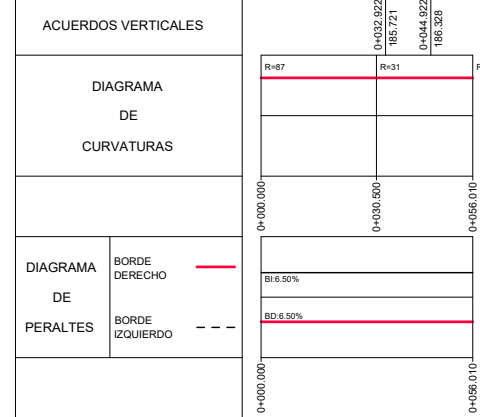 ACUERDOS VERTICALES
0+032.922
185.721
0+044.922
186.328
DIAGRAMA
DE
CURVATURAS
R=87
R=31
R
0+000.000
0+030.500
0+056.010
DIAGRAMA
DE
PERALTES
BORDE
DERECHO
BORDE
IZQUIERDO
BI:6.50%
BD:6.50%
0+000.000
0+056.010